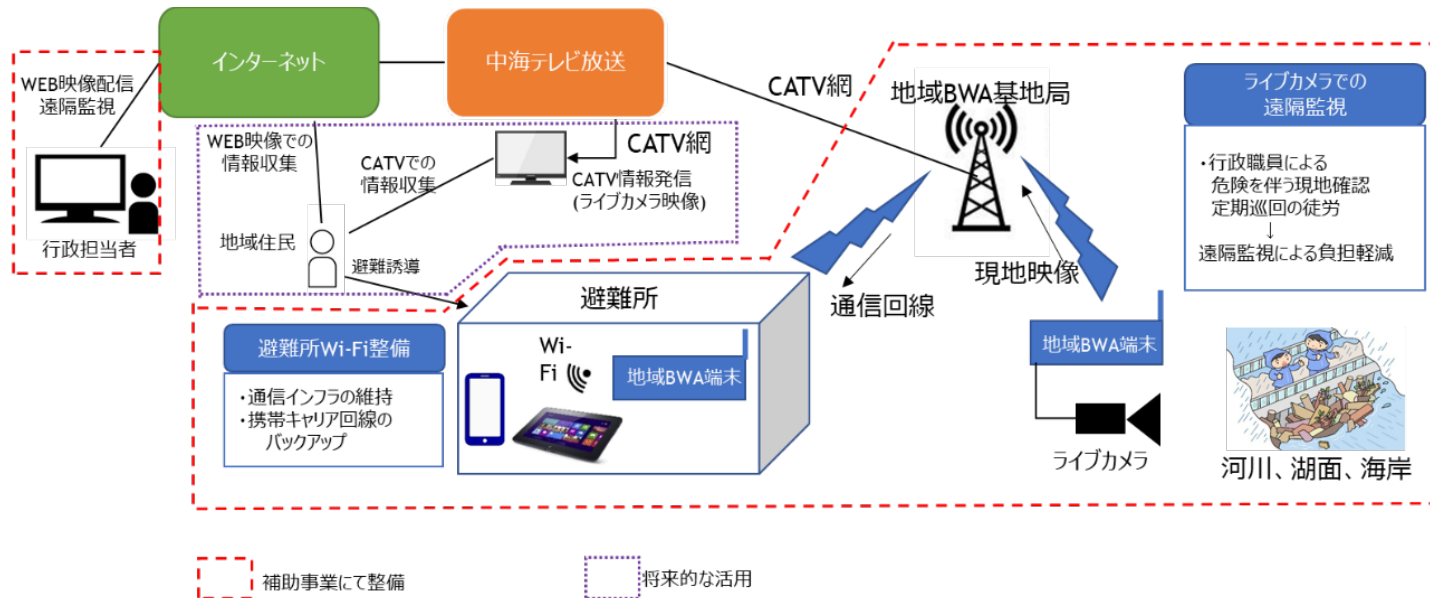 インターネット
中海テレビ放送
WEB映像配信
遠隔監視
行政担当者
WEB映像での
情報収集
CATVでの
情報収集
CATV網
CATV情報発信
(ライブカメラ映像)
地域住民
避難誘導
CATV網
地域BWA基地局
通信回線
現地映像
ライブカメラでの
遠隔監視
・行政職員による
危険を伴う現地確認
定期巡回の徒労
↓
遠隔監視による負担軽減
避難所Wi-Fi整備
・通信インフラの維持
・携帯キャリア回線の
バックアップ
避難所
Wi-
Fi
地域BWA端末
地域BWA端末
ライブカメラ
河川、湖面、海岸
補助事業にて整備
将来的な活用